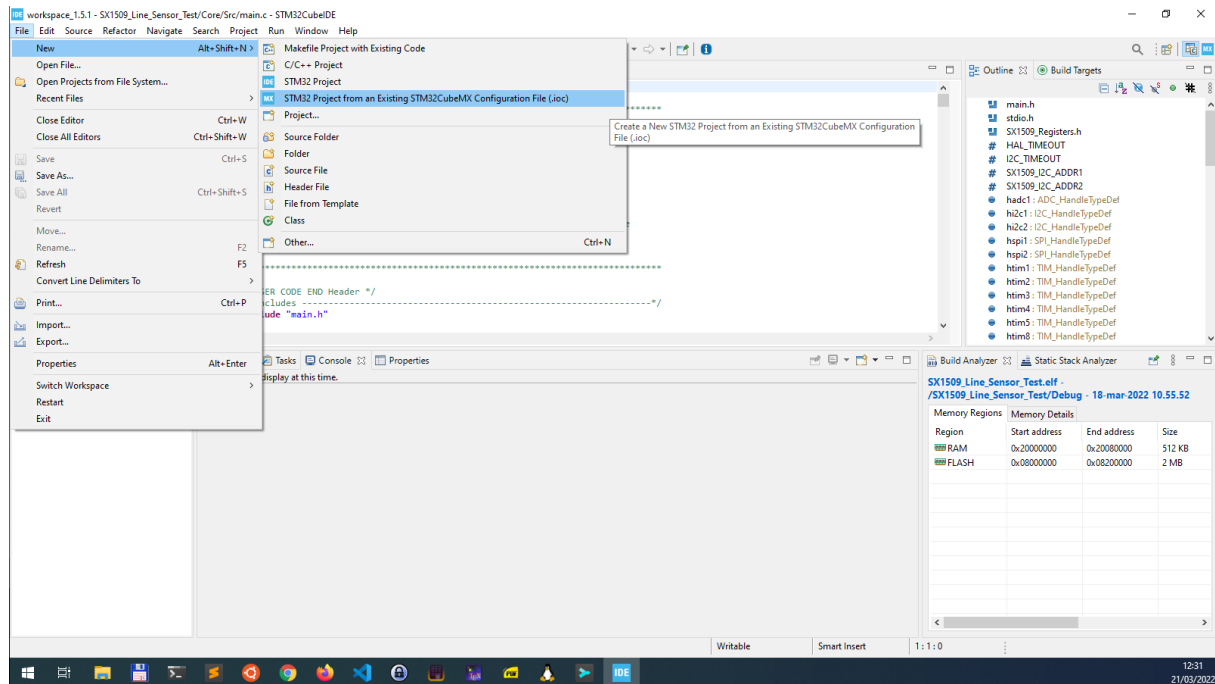 workspace_1.5.1 - SX1509_Line_Sensor_Test/Core/Src/main.c - STM32CubeIDE
File Edit Source Refactor Navigate Search Project Run Window Help
New Alt+Shift+N >
Open File...
Open Projects from File System...
Recent Files >
Close Editor Ctrl+W
Close All Editors Ctrl+Shift+W
Save Ctrl+S
Save As...
Save All Ctrl+Shift+S
Revert
Move...
Rename... F2
Refresh F5
Convert Line Delimiters To >
Print... Ctrl+P
Import...
Export...
Properties Alt+Enter
Switch Workspace >
Restart
Exit
Makefile Project with Existing Code
C/C++ Project
STM32 Project
STM32 Project from an Existing STM32CubeMX Configuration File (.ioc)
Project...
Source Folder
Folder
Source File
Header File
File from Template
Class
Other... Ctrl+N
Create a New STM32 Project from an Existing STM32CubeMX Configuration
File (.ioc)
SER CODE END Header */
cludes ------------------------------------------------------------------*/
lude "main.h"
Outline Build Targets
main.h
stdio.h
SX1509_Registers.h
HAL_TIMEOUT
I2C_TIMEOUT
SX1509_I2C_ADDR1
SX1509_I2C_ADDR2
hadc1 : ADC_HandleTypeDef
hi2c1 : I2C_HandleTypeDef
hi2c2 : I2C_HandleTypeDef
hspi1 : SPI_HandleTypeDef
hspi2 : SPI_HandleTypeDef
htim1 : TIM_HandleTypeDef
htim2 : TIM_HandleTypeDef
htim3 : TIM_HandleTypeDef
htim4 : TIM_HandleTypeDef
htim5 : TIM_HandleTypeDef
htim8 : TIM_HandleTypeDef
Tasks Console Properties
display at this time.
Build Analyzer Static Stack Analyzer
SX1509_Line_Sensor_Test.elf -
/SX1509_Line_Sensor_Test/Debug - 18-mar-2022 10.55.52
Memory Regions Memory Details
Region Start address End address Size
RAM 0x20000000 0x20080000 512 KB
FLASH 0x08000000 0x08200000 2 MB
Writable Smart Insert 1:1:0
IDE
12:31
21/03/2022